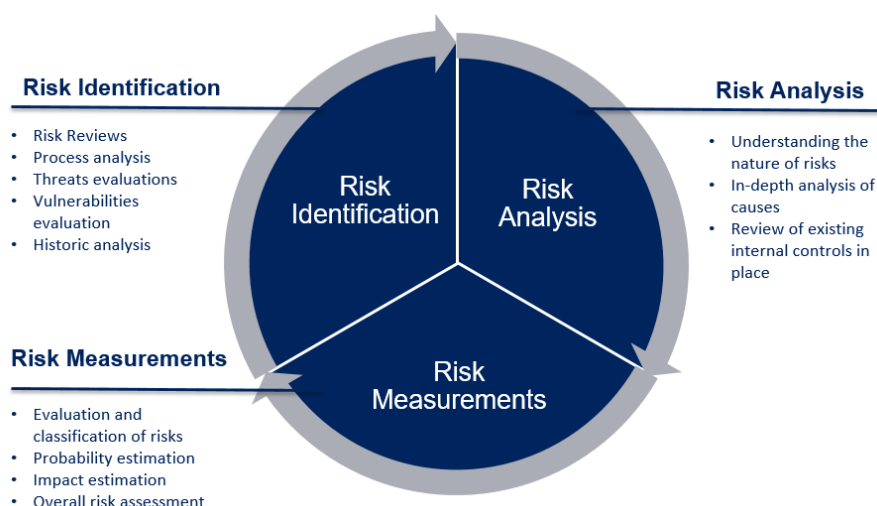 Risk Identification
• Risk Reviews
• Process analysis
• Threats evaluations
• Vulnerabilities
evaluation
• Historic analysis
Risk Analysis
• Understanding the
nature of risks
• In-depth analysis of
causes
• Review of existing
internal controls in
place
Risk
Identification
Risk
Analysis
Risk
Measurements
Risk Measurements
• Evaluation and
classification of risks
• Probability estimation
• Impact estimation
• Overall risk assessment